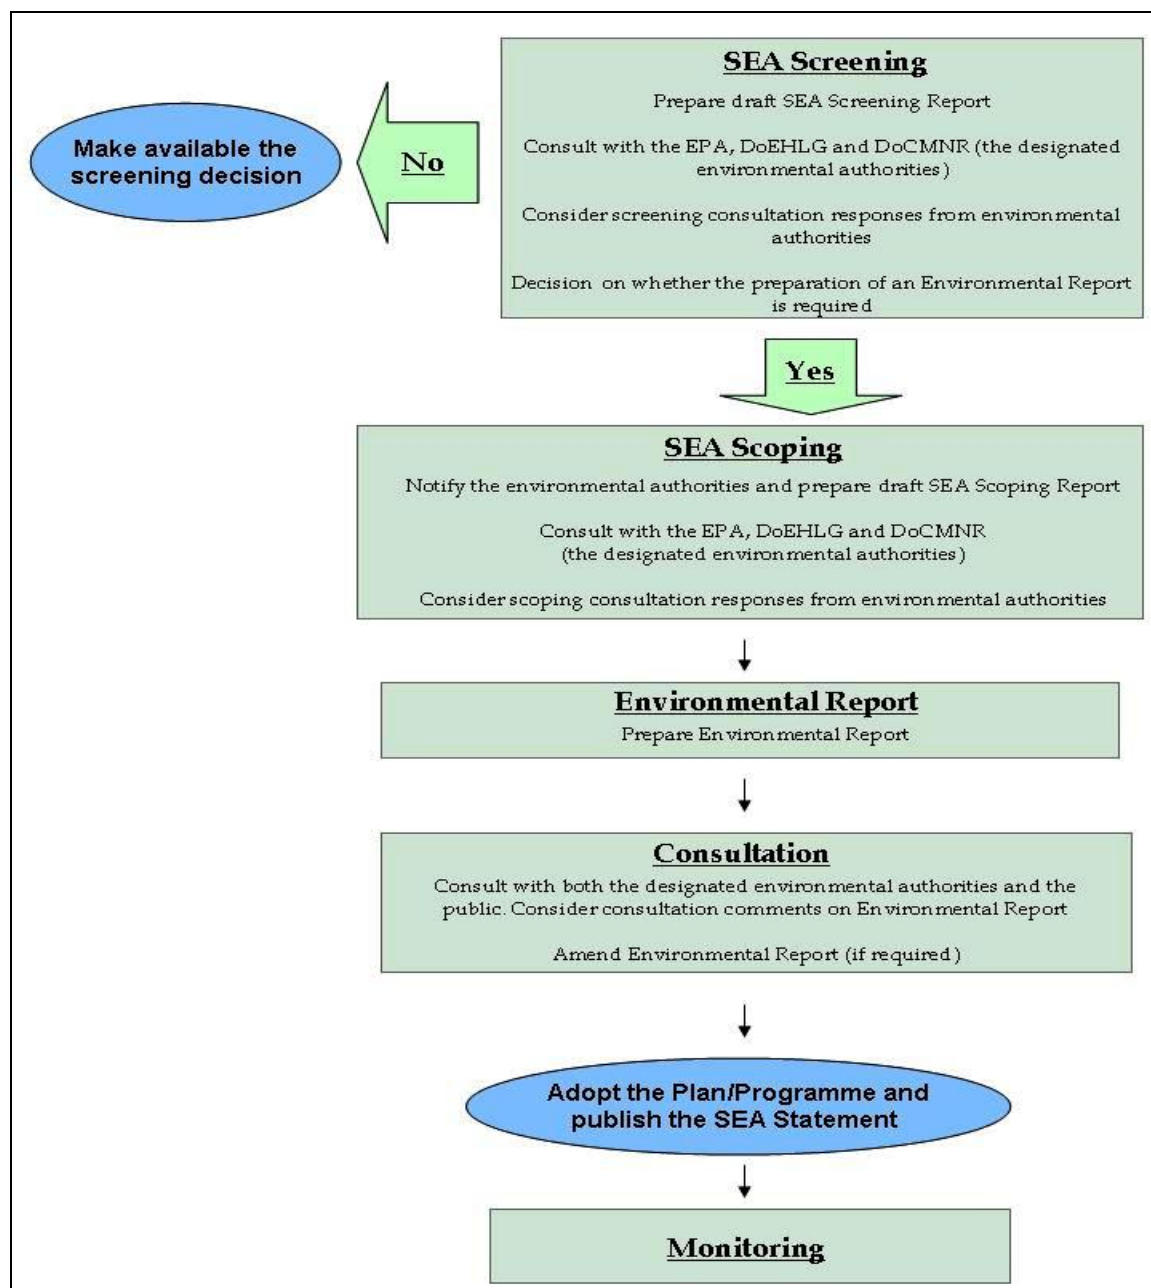 SEA Screening
Prepare draft SEA Screening Report
Consult with the EPA, DoEHLG and DoCMNR (the designated
environmental authorities)
Consider screening consultation responses from environmental
authorities
Decision on whether the preparation of an Environmental Report
is required
Make available the
screening decision
No
Yes
SEA Scoping
Notify the environmental authorities and prepare draft SEA Scoping Report
Consult with the EPA, DoEHLG and DoCMNR
(the designated environmental authorities)
Consider scoping consultation responses from environmental authorities
Environmental Report
Prepare Environmental Report
Consultation
Consult with both the designated environmental authorities and the
public. Consider consultation comments on Environmental Report
Amend Environmental Report (if required)
Adopt the Plan/Programme and
publish the SEA Statement
Monitoring